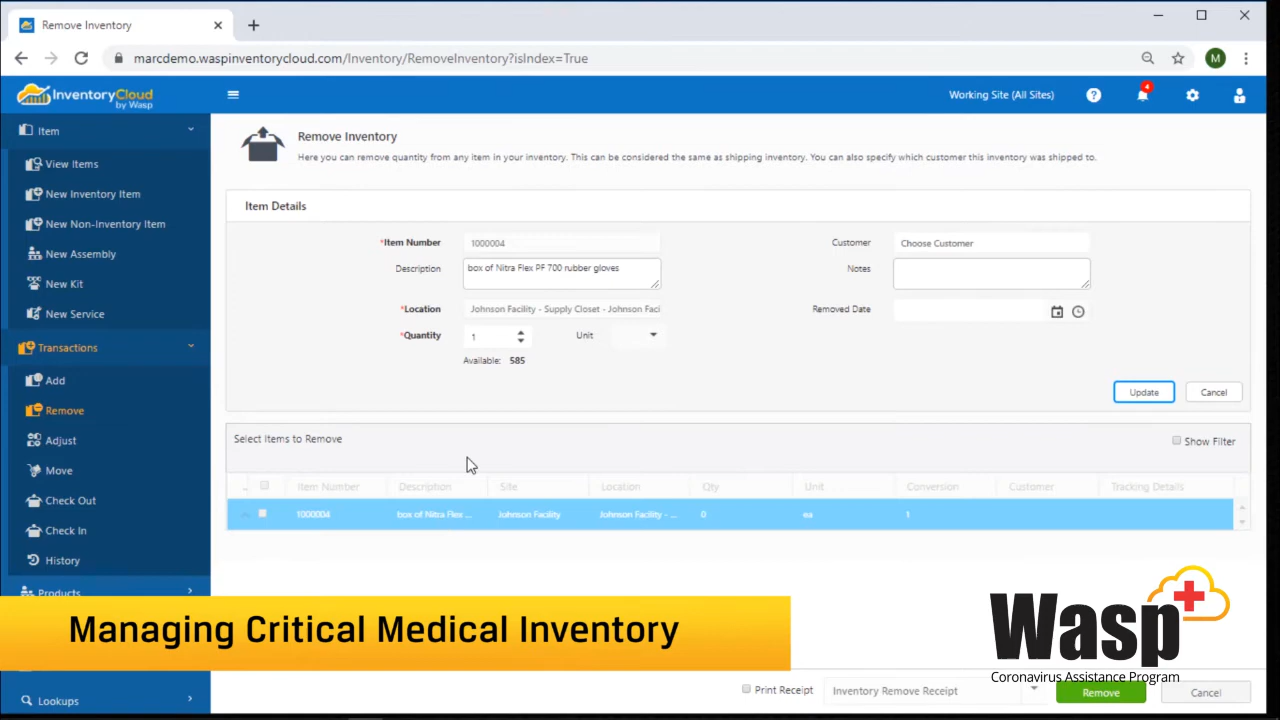 Remove Inventory
marcdemo.waspinventorycloud.com/Inventory/RemoveInventory?isIndex=True
M
InventoryCloud
by Wasp
Working Site (All Sites)
?
4
Item
View Items
New Inventory Item
New Non-Inventory Item
New Assembly
New Kit
New Service
Transactions
Add
Remove
Adjust
Move
Check Out
Check In
History
Products
Lookups
Remove Inventory
Here you can remove quantity from any item in your inventory. This can be considered the same as shipping inventory. You can also specify which customer this inventory was shipped to.
Item Details
*Item Number 1000004 Customer Choose Customer
Description box of Nitra Flex PF 700 rubber gloves Notes
*Location Johnson Facility - Supply Closet - Johnson Faci Removed Date
*Quantity 1 Unit
Available: 585
Update Cancel
Select Items to Remove Show Filter
Item Number Description Site Location Qty Unit Conversion Customer Tracking Details
1000004 box of Nitra Flex ... Johnson Facility Johnson Facility - ... 0 ea 1
Managing Critical Medical Inventory
Wasp
Coronavirus Assistance Program
Print Receipt Inventory Remove Receipt Remove Cancel